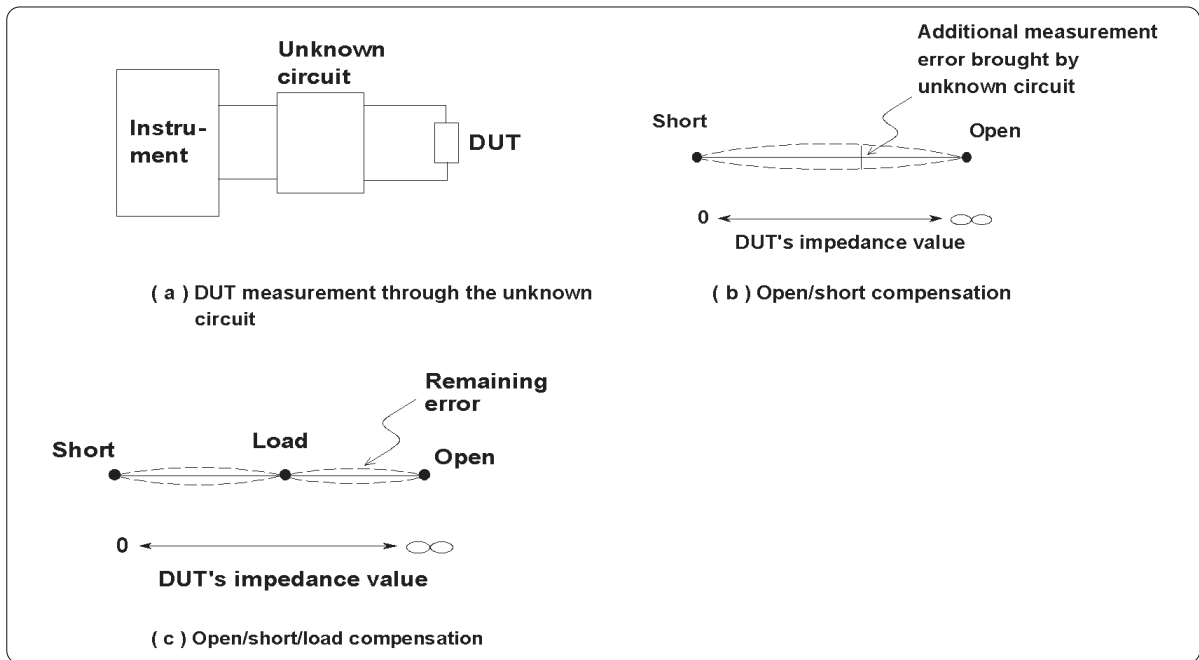 Unknown
circuit
Instru-
ment
DUT
( a ) DUT measurement through the unknown
circuit
Additional measurement
error brought by
unknown circuit
Short
Open
0
∞
DUT's impedance value
( b ) Open/short compensation
Remaining
error
Short
Load
Open
0
∞
DUT's impedance value
( c ) Open/short/load compensation